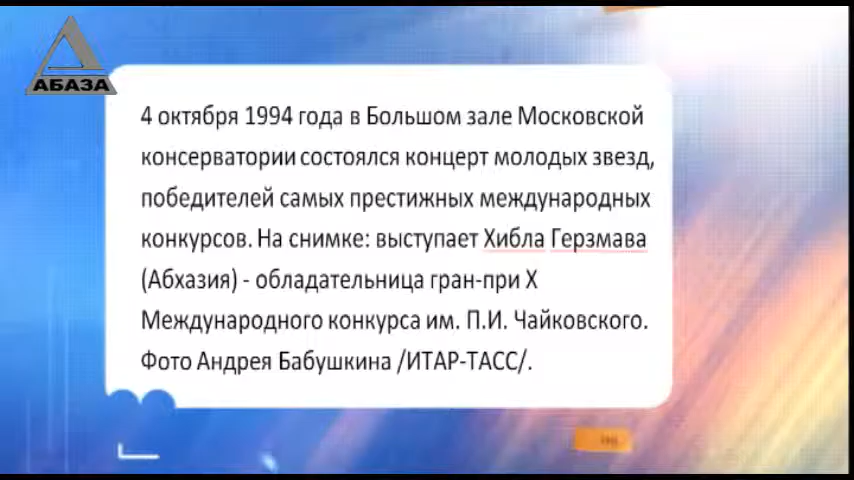 АБАЗА
4 октября 1994 года в Большом зале Московской
консерватории состоялся концерт молодых звезд,
победителей самых престижных международных
конкурсов. На снимке: выступает Хибла Герзмава
(Абхазия) - обладательница гран-при X
Международного конкурса им. П.И. Чайковского.
Фото Андрея Бабушкина /ИТАР-ТАСС/.